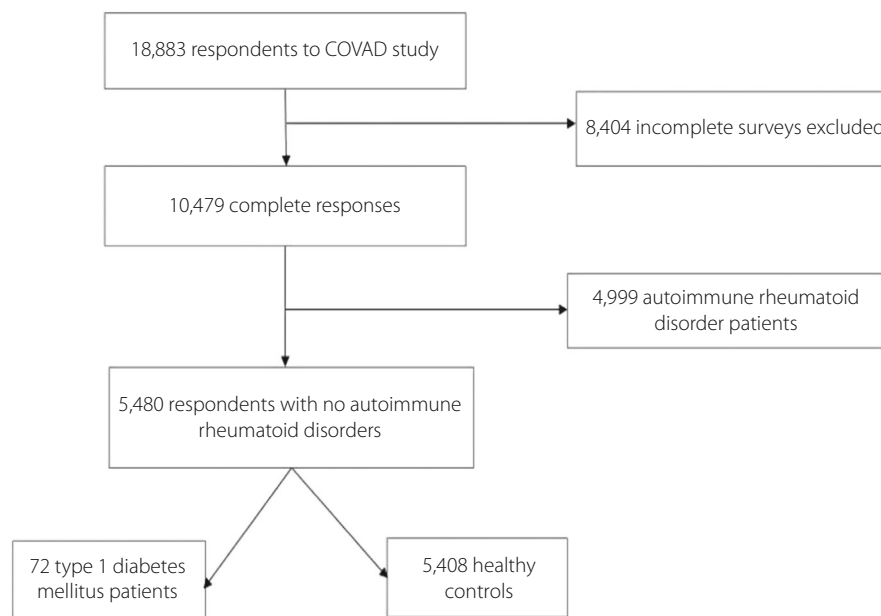 18,883 respondents to COVAD study
8,404 incomplete surveys excluded
10,479 complete responses
4,999 autoimmune rheumatoid
disorder patients
5,480 respondents with no autoimmune
rheumatoid disorders
72 type 1 diabetes
mellitus patients
5,408 healthy
controls